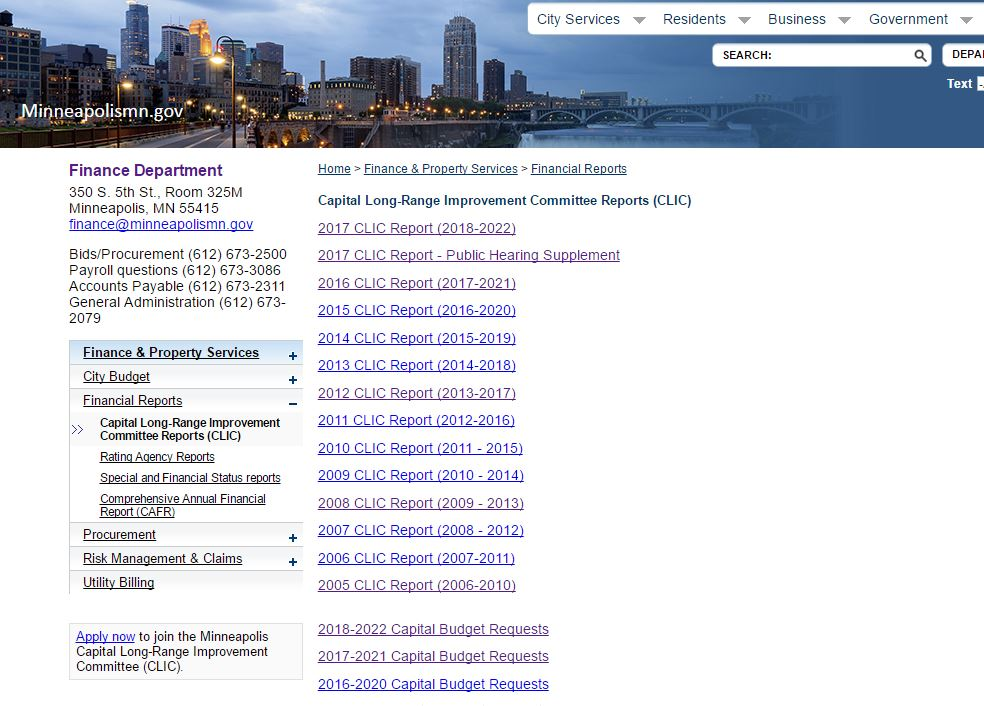 City Services Residents Business Government
SEARCH:
Text
Minneapolismn.gov
Finance Department
350 S. 5th St., Room 325M
Minneapolis, MN 55415
finance@minneapolismn.gov
Bids/Procurement (612) 673-2500
Payroll questions (612) 673-3086
Accounts Payable (612) 673-2311
General Administration (612) 673-
2079
Finance & Property Services
City Budget
Financial Reports
Capital Long-Range Improvement
Committee Reports (CLIC)
Rating Agency Reports
Special and Financial Status reports
Comprehensive Annual Financial
Report (CAFR)
Procurement
Risk Management & Claims
Utility Billing
Apply now to join the Minneapolis
Capital Long-Range Improvement
Committee (CLIC).
Home > Finance & Property Services > Financial Reports
Capital Long-Range Improvement Committee Reports (CLIC)
2017 CLIC Report (2018-2022)
2017 CLIC Report - Public Hearing Supplement
2016 CLIC Report (2017-2021)
2015 CLIC Report (2016-2020)
2014 CLIC Report (2015-2019)
2013 CLIC Report (2014-2018)
2012 CLIC Report (2013-2017)
2011 CLIC Report (2012-2016)
2010 CLIC Report (2011 - 2015)
2009 CLIC Report (2010 - 2014)
2008 CLIC Report (2009 - 2013)
2007 CLIC Report (2008 - 2012)
2006 CLIC Report (2007-2011)
2005 CLIC Report (2006-2010)
2018-2022 Capital Budget Requests
2017-2021 Capital Budget Requests
2016-2020 Capital Budget Requests